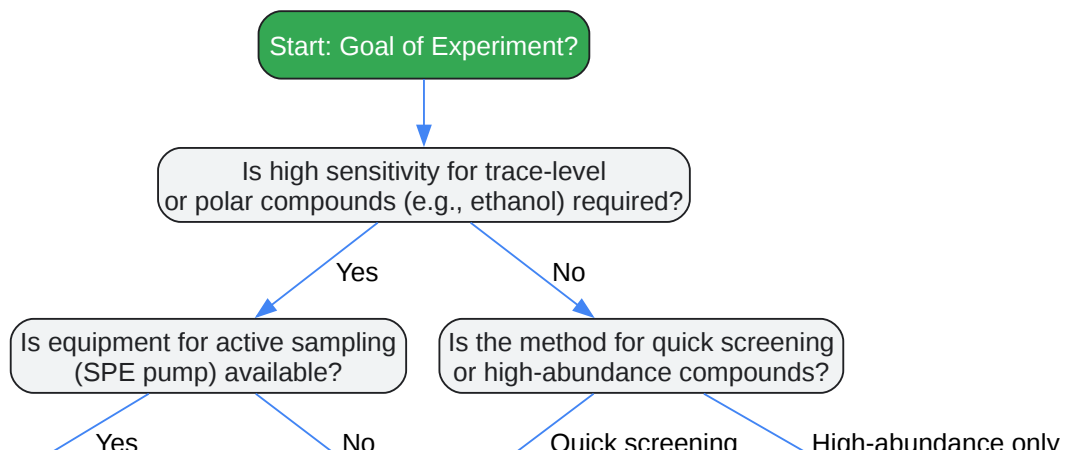 Start: Goal of Experiment?
Is high sensitivity for trace-level
or polar compounds (e.g., ethanol) required?
Yes
No
Is equipment for active sampling
(SPE pump) available?
Is the method for quick screening
or high-abundance compounds?
Yes
No
Quick screening
High-abundance only